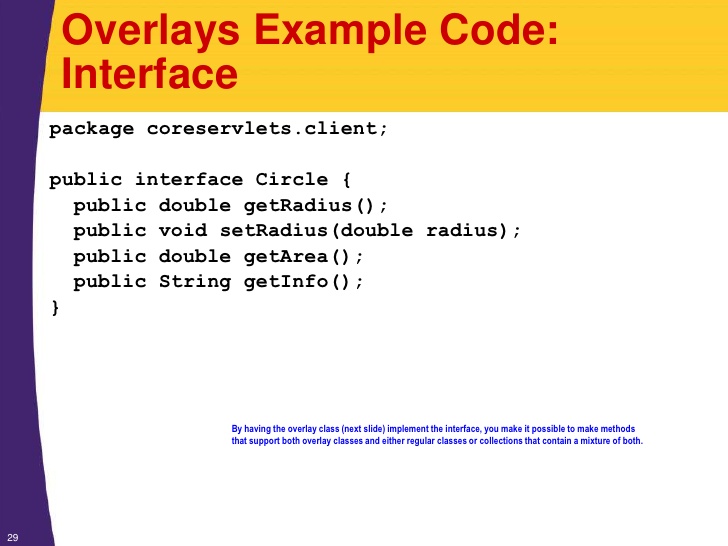 Overlays Example Code:
Interface
package coreservlets.client;
public interface Circle {
public double getRadius();
public void setRadius(double radius);
public double getArea();
public String getInfo();
}
By having the overlay class (next slide) implement the interface, you make it possible to make methods
that support both overlay classes and either regular classes or collections that contain a mixture of both.
29